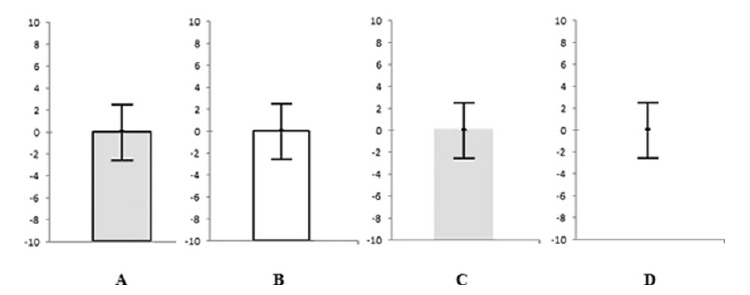 10 10 10 10
8 8 8 8
6 6 6 6
4 4 4 4
2 2 2 2
0 0 0 0
-2 -2 -2 -2
-4 -4 -4 -4
-6 -6 -6 -6
-8 -8 -8 -8
-10 -10 -10 -10
A B C D